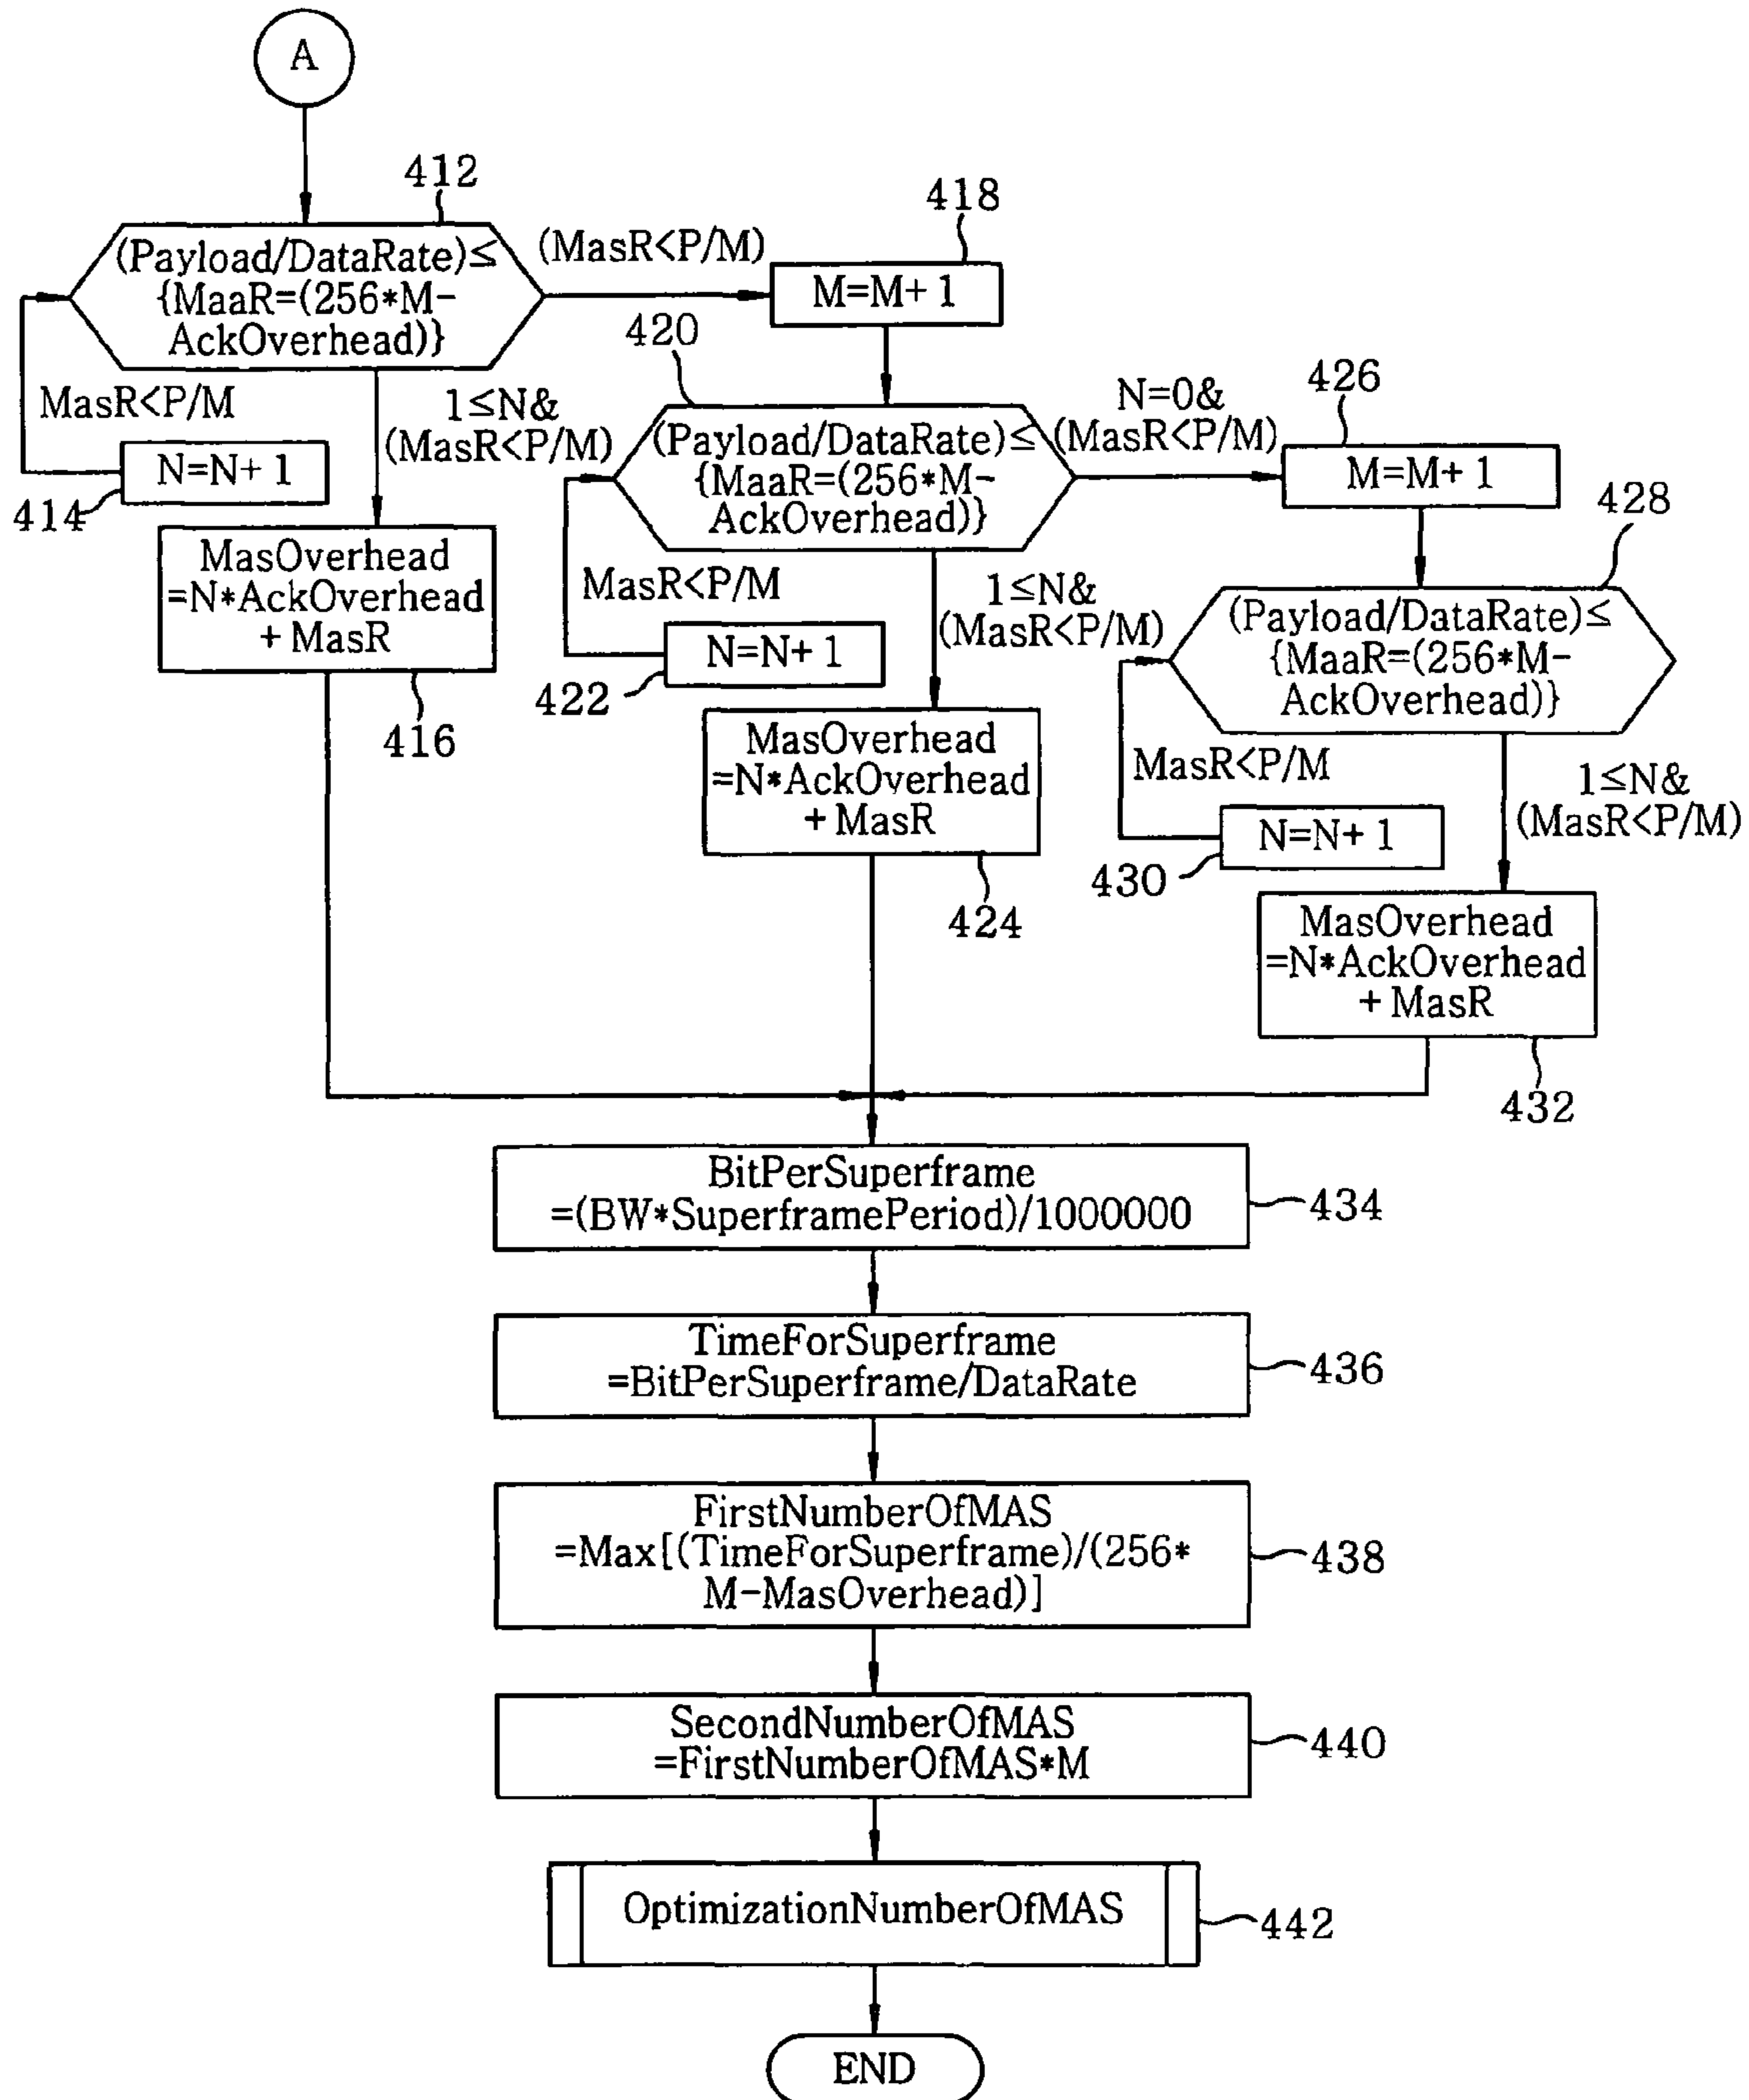 A
412
(Payload/DataRate)≤
{MaaR=(256*M-
AckOverhead)}
(MasR<P/M)
418
M=M+1
MasR<P/M
N=N+1
414
1≤N&
(MasR<P/M)
MasOverhead
=N*AckOverhead
+MasR
416
420
(Payload/DataRate)≤
{MaaR=(256*M-
AckOverhead)}
N=0&
(MasR<P/M)
426
M=M+1
MasR<P/M
N=N+1
422
1≤N&
(MasR<P/M)
MasOverhead
=N*AckOverhead
+MasR
424
428
(Payload/DataRate)≤
{MaaR=(256*M-
AckOverhead)}
MasR<P/M
N=N+1
430
1≤N&
(MasR<P/M)
MasOverhead
=N*AckOverhead
+MasR
432
BitPerSuperframe
=(BW*SuperframePeriod)/1000000
434
TimeForSuperframe
=BitPerSuperframe/DataRate
436
FirstNumberOfMAS
=Max[(TimeForSuperframe)/(256*
M-MasOverhead)]
438
SecondNumberOfMAS
=FirstNumberOfMAS*M
440
OptimizationNumberOfMAS
442
END